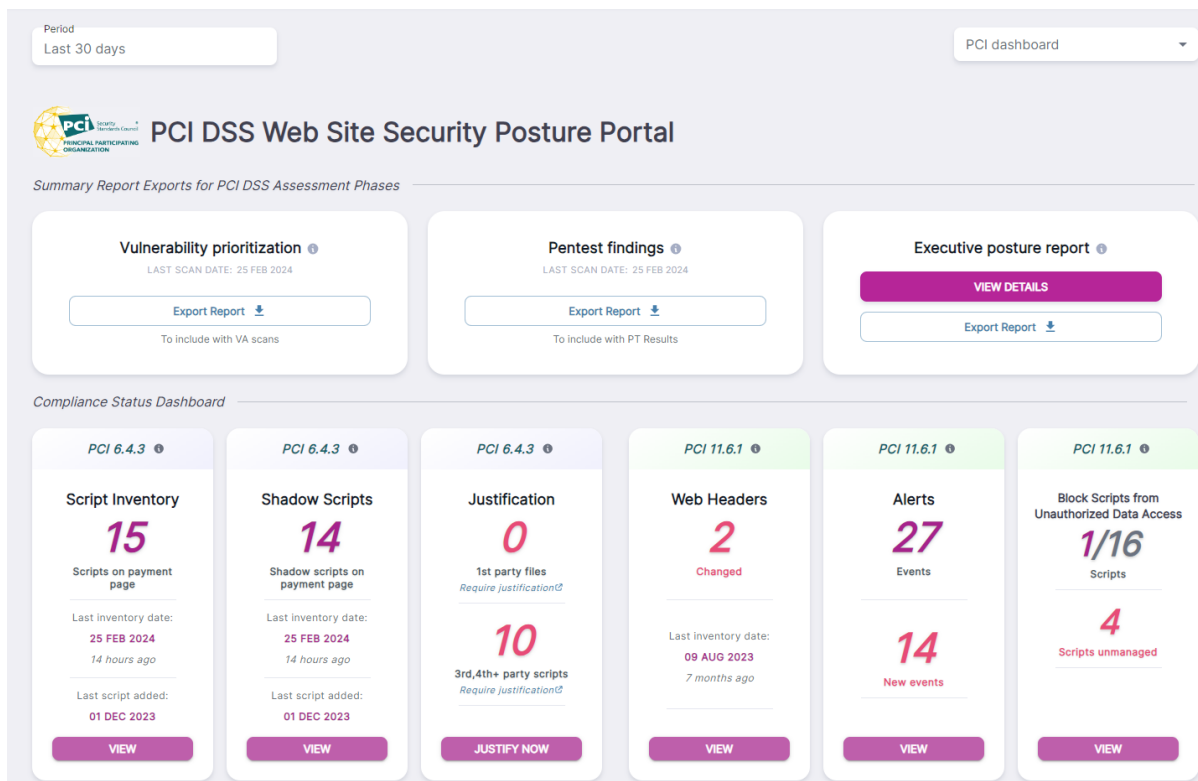 Period
Last 30 days
PCI dashboard
PCI Security Standards Council
PRINCIPAL PARTICIPATING
ORGANIZATION
PCI DSS Web Site Security Posture Portal
Summary Report Exports for PCI DSS Assessment Phases
Vulnerability prioritization
LAST SCAN DATE: 25 FEB 2024
Export Report
To include with VA scans
Pentest findings
LAST SCAN DATE: 25 FEB 2024
Export Report
To include with PT Results
Executive posture report
VIEW DETAILS
Export Report
Compliance Status Dashboard
PCI 6.4.3
Script Inventory
15
Scripts on payment
page
Last inventory date:
25 FEB 2024
14 hours ago
Last script added:
01 DEC 2023
VIEW
PCI 6.4.3
Shadow Scripts
14
Shadow scripts on
payment page
Last inventory date:
25 FEB 2024
14 hours ago
Last script added:
01 DEC 2023
VIEW
PCI 6.4.3
Justification
0
1st party files
Require justification
10
3rd,4th+ party scripts
Require justification
JUSTIFY NOW
PCI 11.6.1
Web Headers
2
Changed
Last inventory date:
09 AUG 2023
7 months ago
VIEW
PCI 11.6.1
Alerts
27
Events
14
New events
VIEW
PCI 11.6.1
Block Scripts from
Unauthorized Data Access
1/16
Scripts
4
Scripts unmanaged
VIEW